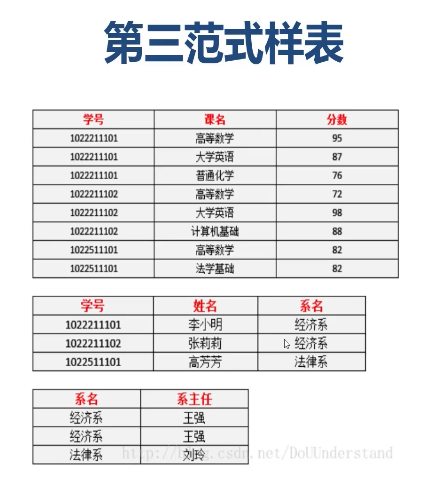 第三范式样表
学号 课名 分数
1022211101 高等数学 95
1022211101 大学英语 87
1022211101 普通化学 76
1022211102 高等数学 72
1022211102 大学英语 98
1022211102 计算机基础 88
1022511101 高等数学 82
1022511101 法学基础 82
学号 姓名 系名
1022211101 李小明 经济系
1022211102 张莉莉 经济系
1022511101 高芳芳 法律系
系名 系主任
经济系 王强
经济系 王强
法律系 刘玲
http://blog.csdn.net/DoUUnderstand